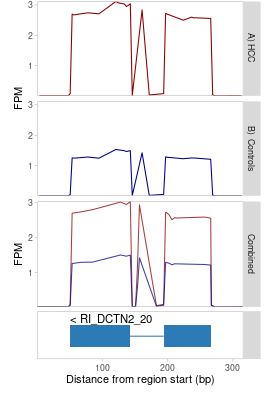 3
2
1
A) HCC
FPM
3
2
1
B) Controls
3
2
1
Combined
FPM
< RI_DCTN2_20
100
200
300
Distance from region start (bp)